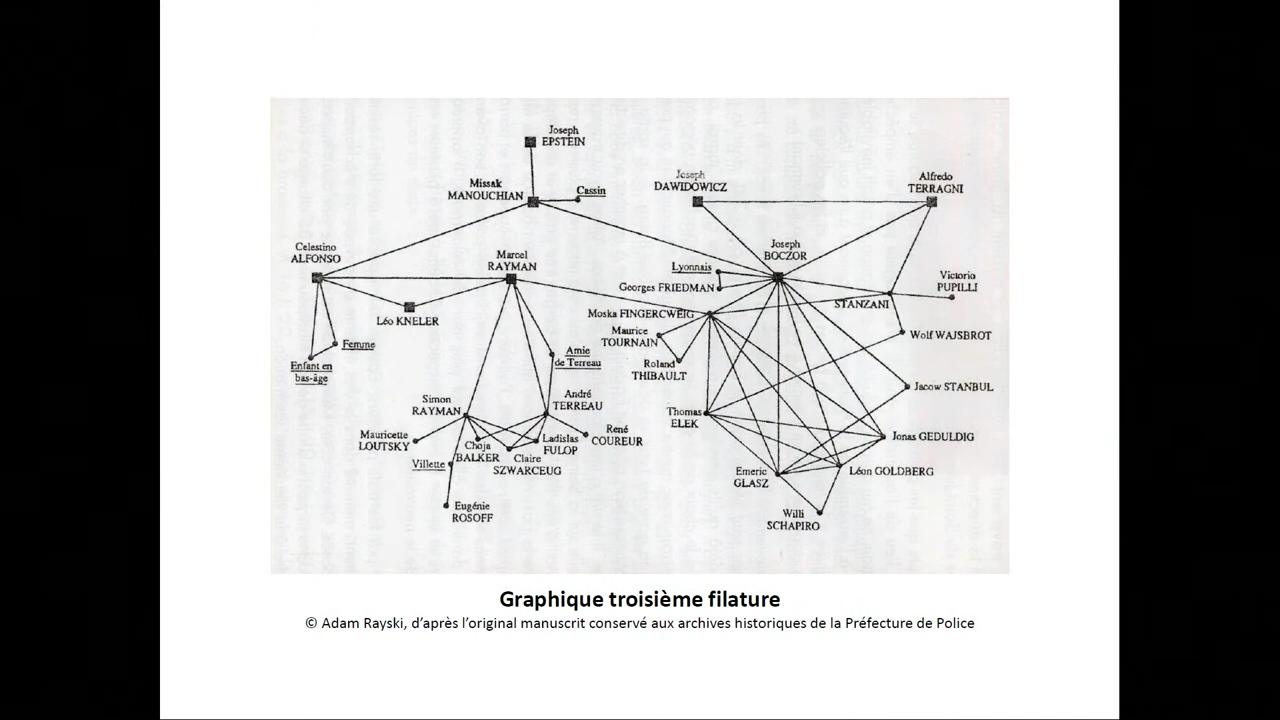 Joseph
EPSTEIN
Missak
MANOUCHIAN
Cassin
Joseph
DAWIDOWICZ
Alfredo
TERRAGNI
Celestino
ALFONSO
Marcel
RAYMAN
Joseph
BOCZOR
Lyonnais
Georges FRIEDMAN
Victorio
PUPILLI
STANZANI
Léo KNELER
Moska FINGERCWEIG
Maurice
TOURNAIN
Wolf WAJSBROT
Femme
Enfant en
bas-âge
Amie
de Terreau
Roland
THIBAULT
Jacow STANBUL
Simon
RAYMAN
André
TERREAU
Thomas
ELEK
Mauricette
LOUTSKY
Choja
BALKER
Ladislas
FULOP
René
COUREUR
Jonas GEDULDIG
Villette
Claire
SZWARCEUG
Emeric
GLASZ
Léon GOLDBERG
Eugénie
ROSOFF
Willi
SCHAPIRO
Graphique troisième filature
© Adam Rayski, d’après l’original manuscrit conservé aux archives historiques de la Préfecture de Police